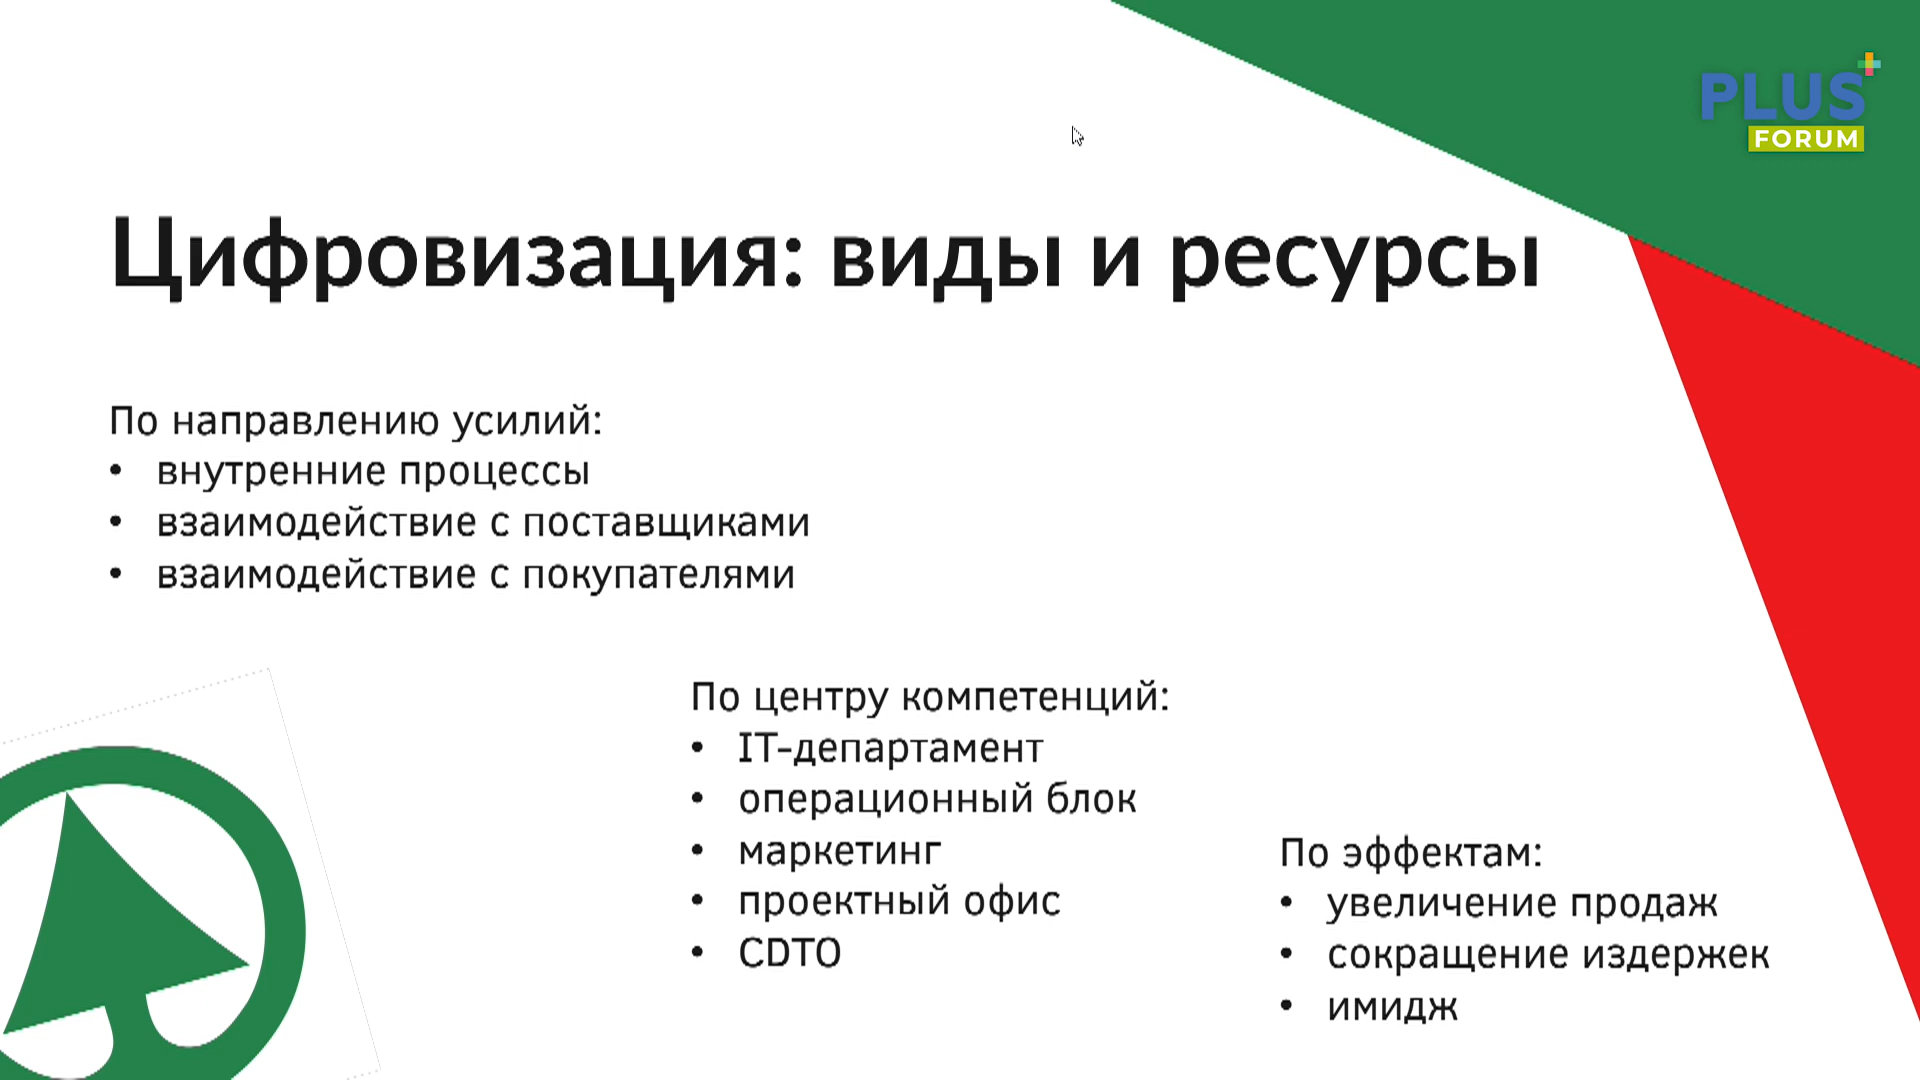 PLUS
FORUM
Цифровизация: виды и ресурсы
По направлению усилий:
• внутренние процессы
• взаимодействие с поставщиками
• взаимодействие с покупателями
По центру компетенций:
• IT-департамент
• операционный блок
• маркетинг
• проектный офис
• CDTO
По эффектам:
• увеличение продаж
• сокращение издержек
• имидж